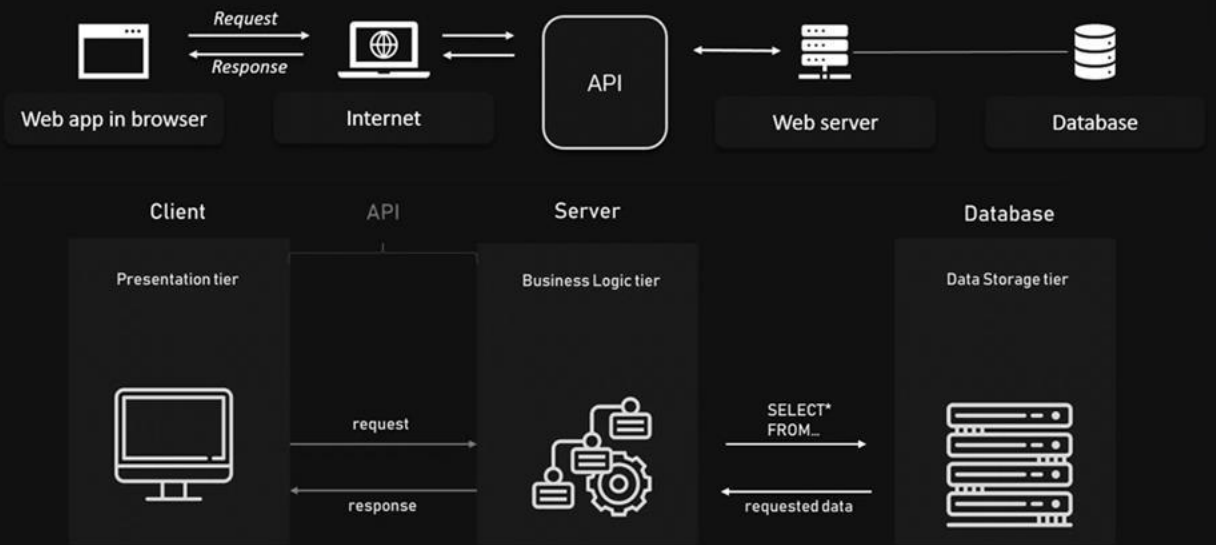 Request
Response
API
Web app in browser
Internet
Web server
Database
Client
API
Server
Database
Presentation tier
Business Logic tier
Data Storage tier
request
SELECT*
FROM...
response
requested data